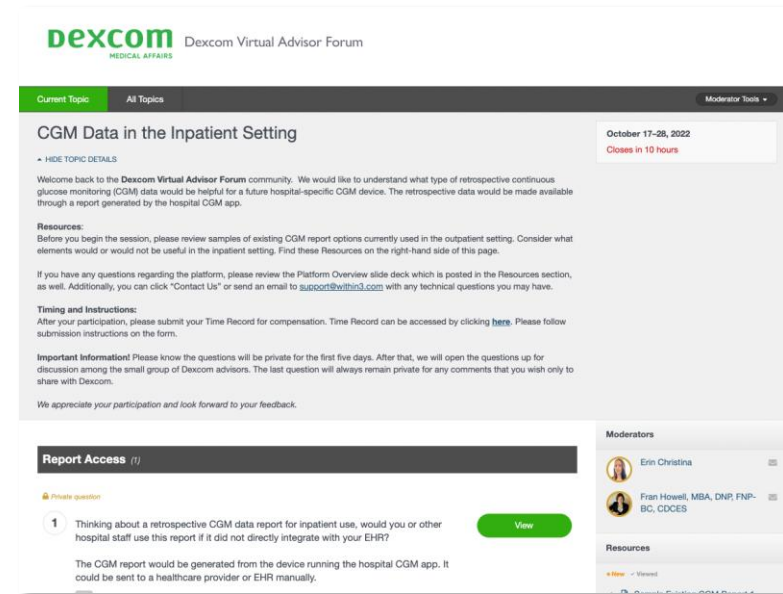 Dexcom
MEDICAL AFFAIRS
Dexcom Virtual Advisor Forum
Current Topic
All Topics
Moderator Tools
CGM Data in the Inpatient Setting
HIDE TOPIC DETAILS
Welcome back to the Dexcom Virtual Advisor Forum community. We would like to understand what type of retrospective continuous
glucose monitoring (CGM) data would be helpful for a future hospital-specific CGM device. The retrospective data would be made available
through a report generated by the hospital CGM app.
Resources:
Before you begin the session, please review samples of existing CGM report options currently used in the outpatient setting. Consider what
elements would or would not be useful in the inpatient setting. Find these Resources on the right-hand side of this page.
If you have any questions regarding the platform, please review the Platform Overview slide deck which is posted in the Resources section,
as well. Additionally, you can click "Contact Us" or send an email to support@within3.com with any technical questions you may have.
Timing and Instructions:
After your participation, please submit your Time Record for compensation. Time Record can be accessed by clicking here. Please follow
submission instructions on the form.
Important Information! Please know the questions will be private for the first five days. After that, we will open the questions up for
discussion among the small group of Dexcom advisors. The last question will always remain private for any comments that you wish only to
share with Dexcom.
We appreciate your participation and look forward to your feedback.
October 17–28, 2022
Closes in 10 hours
Report Access (1)
Private question
1
Thinking about a retrospective CGM data report for inpatient use, would you or other
hospital staff use this report if it did not directly integrate with your EHR?
The CGM report would be generated from the device running the hospital CGM app. It
could be sent to a healthcare provider or EHR manually.
View
Moderators
Erin Christina
Fran Howell, MBA, DNP, FNP-
BC, CDCES
Resources
New
Viewed